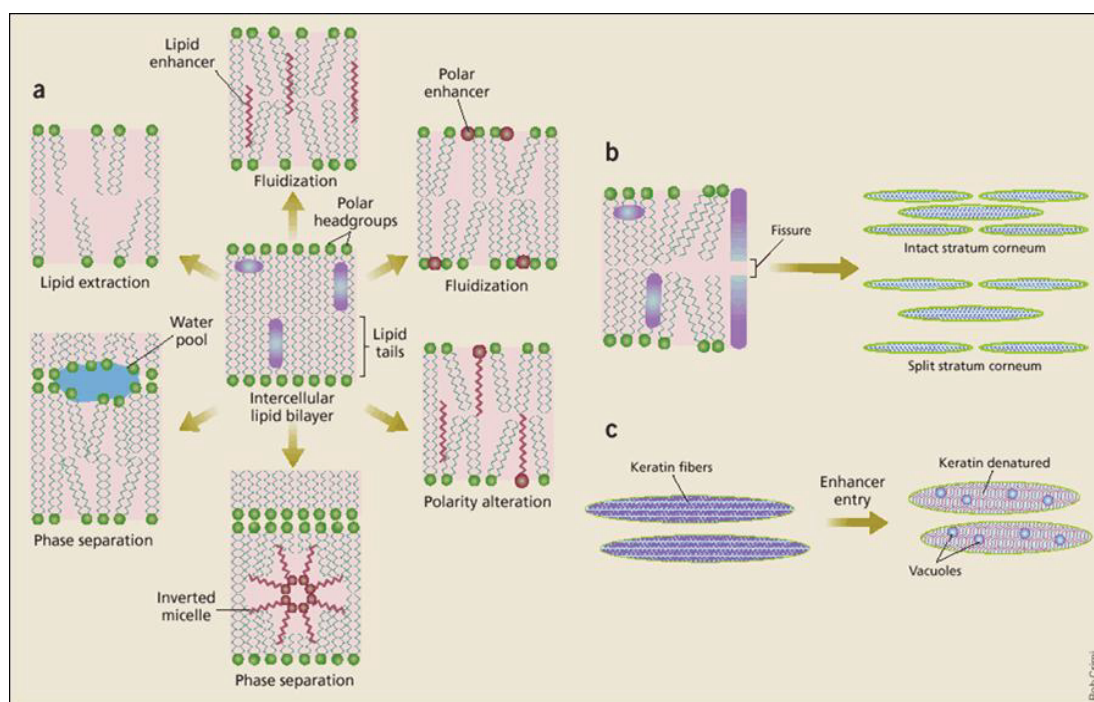 a
Lipid
enhancer
Fluidization
Polar
enhancer
Fluidization
Lipid extraction
Polar
headgroups
Lipid
tails
Intercellular
lipid bilayer
Water
pool
Phase separation
Polarity alteration
Inverted
micelle
Phase separation
b
Fissure
Intact stratum corneum
Split stratum corneum
c
Keratin fibers
Enhancer
entry
Keratin denatured
Vacuoles
Rob Crimi